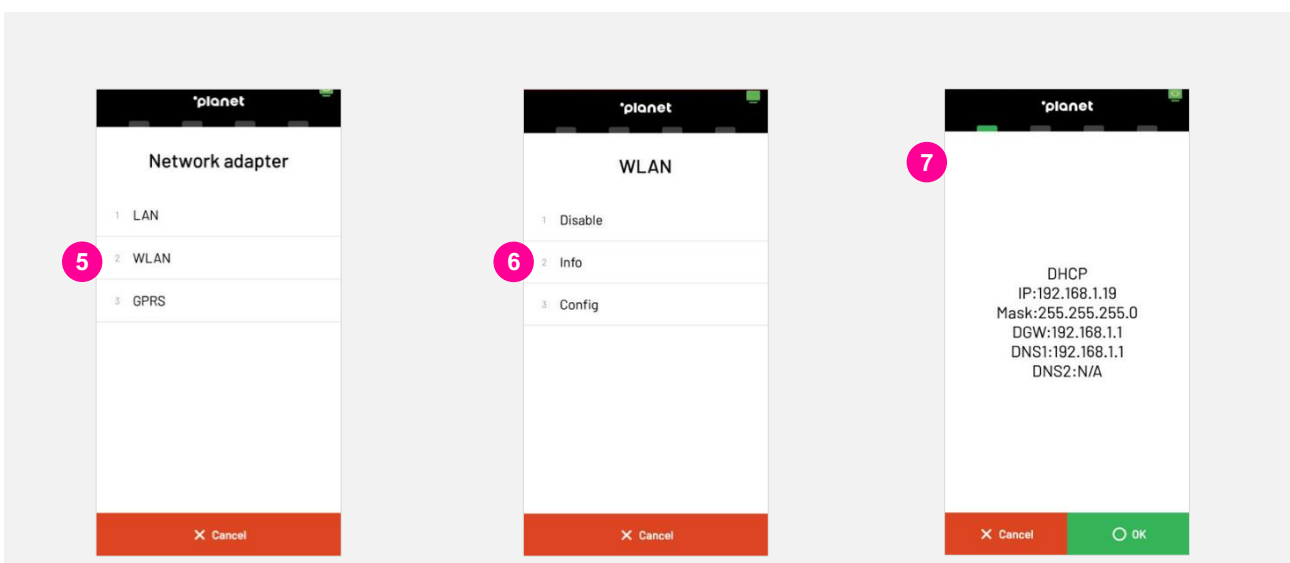 planet
Network adapter
1 LAN
5
2 WLAN
3 GPRS
X Cancel
planet
WLAN
1 Disable
6
2 Info
3 Config
X Cancel
planet
7
DHCP
IP:192.168.1.19
Mask:255.255.255.0
DGW:192.168.1.1
DNS1:192.168.1.1
DNS2:N/A
X Cancel
O OK